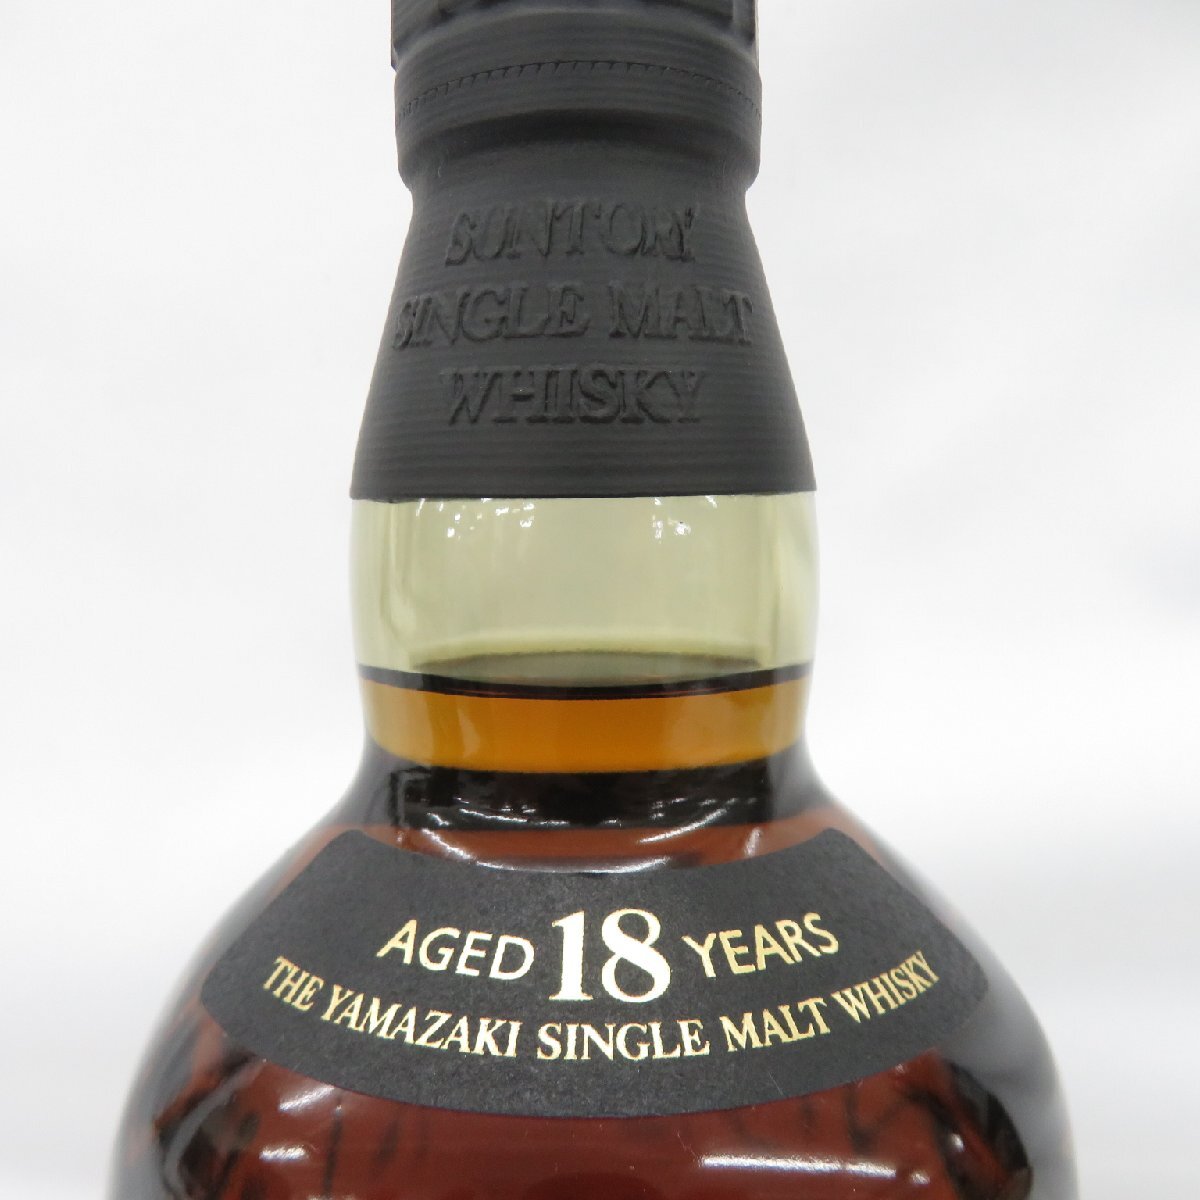 SUNTORY
SINGLE MALT
WHISKY
AGED 18 YEARS
THE YAMAZAKI SINGLE MALT WHISKY